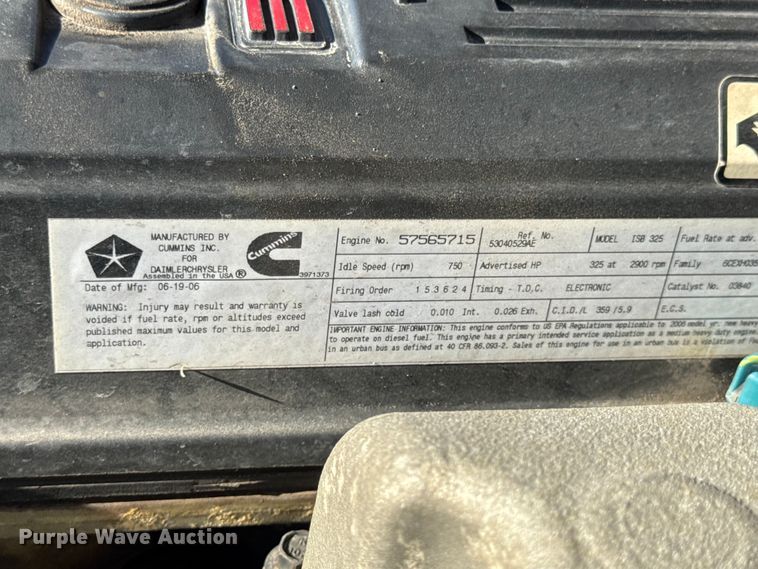 MANUFACTURED BY
CUMMINS INC.
FOR
DAIMLERCHRYSLER
Assembled in the USA ®
Cummins
3971373
Date of Mfg: 06-19-06
WARNING: Injury may result and warranty is
voided if fuel rate, rpm or altitudes exceed
published maximum values for this model and
application.
Engine No. 57565715 Ref. No. 53040529AE MODEL ISB 325 Fuel Rate at adv.
Idle Speed (rpm) 750 Advertised HP 325 at 2900 rpm Family
Firing Order 1 5 3 6 2 4 Timing - T.D.C. ELECTRONIC Catalyst No. 03840
Valve lash cold 0.010 Int. 0.026 Exh. C.I.D./L 359 / 5.9 E.C.S.
IMPORTANT ENGINE INFORMATION: This engine conforms to US EPA Regulations applicable to 2006 model yr. new heavy
to operate on diesel fuel. This engine has a primary intended service application as a medium heavy duty engine.
in an urban bus as defined at 40 CFR 86.093-2. Sales of this engine for use in an urban bus is a violation of
Purple Wave Auction